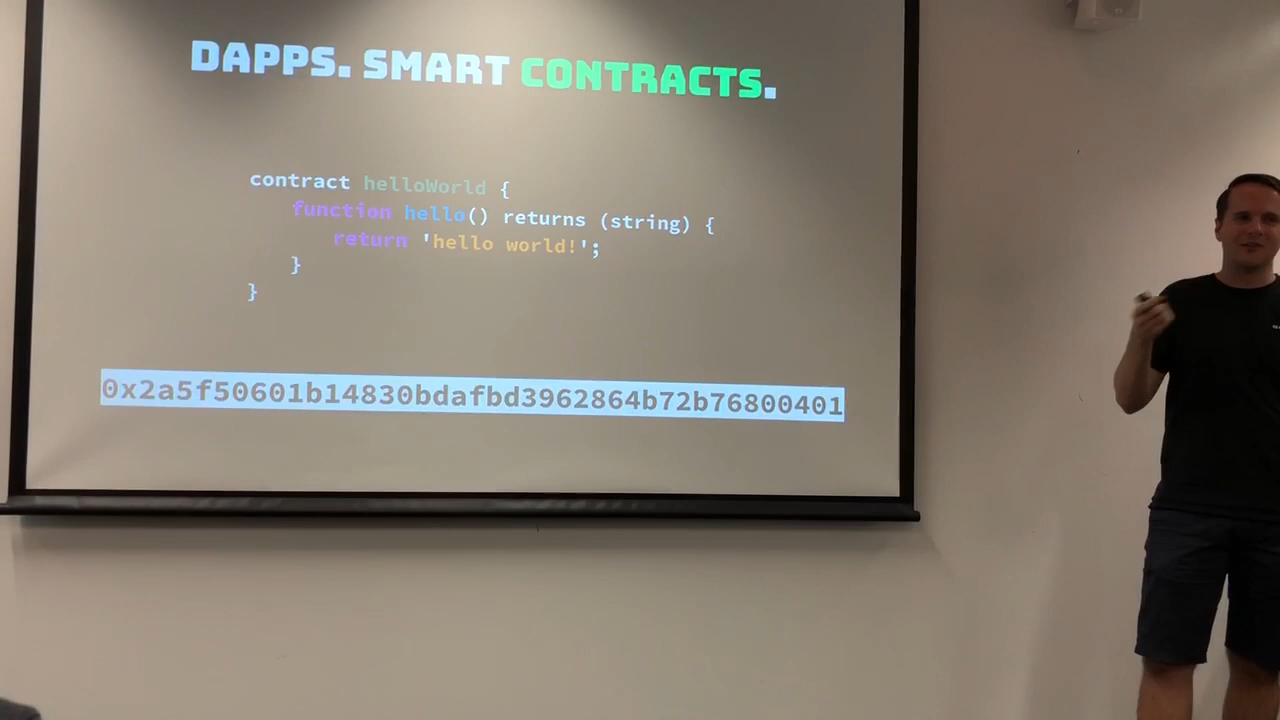 DAPPS. SMART CONTRACTS.
contract helloWorld {
function hello() returns (string) {
return 'hello world!';
}
}
0x2a5f50601b14830bdafbd3962864b72b76800401